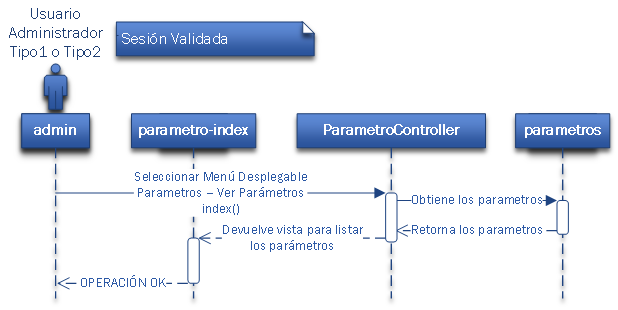 Usuario
Administrador
Tipo1 o Tipo2
Sesión Validada
admin
parametro-index
ParametroController
parametros
Seleccionar Menú Desplegable
Parametros – Ver Parámetros
index()
Obtiene los parametros
Retorna los parametros
Devuelve vista para listar
los parámetros
OPERACIÓN OK